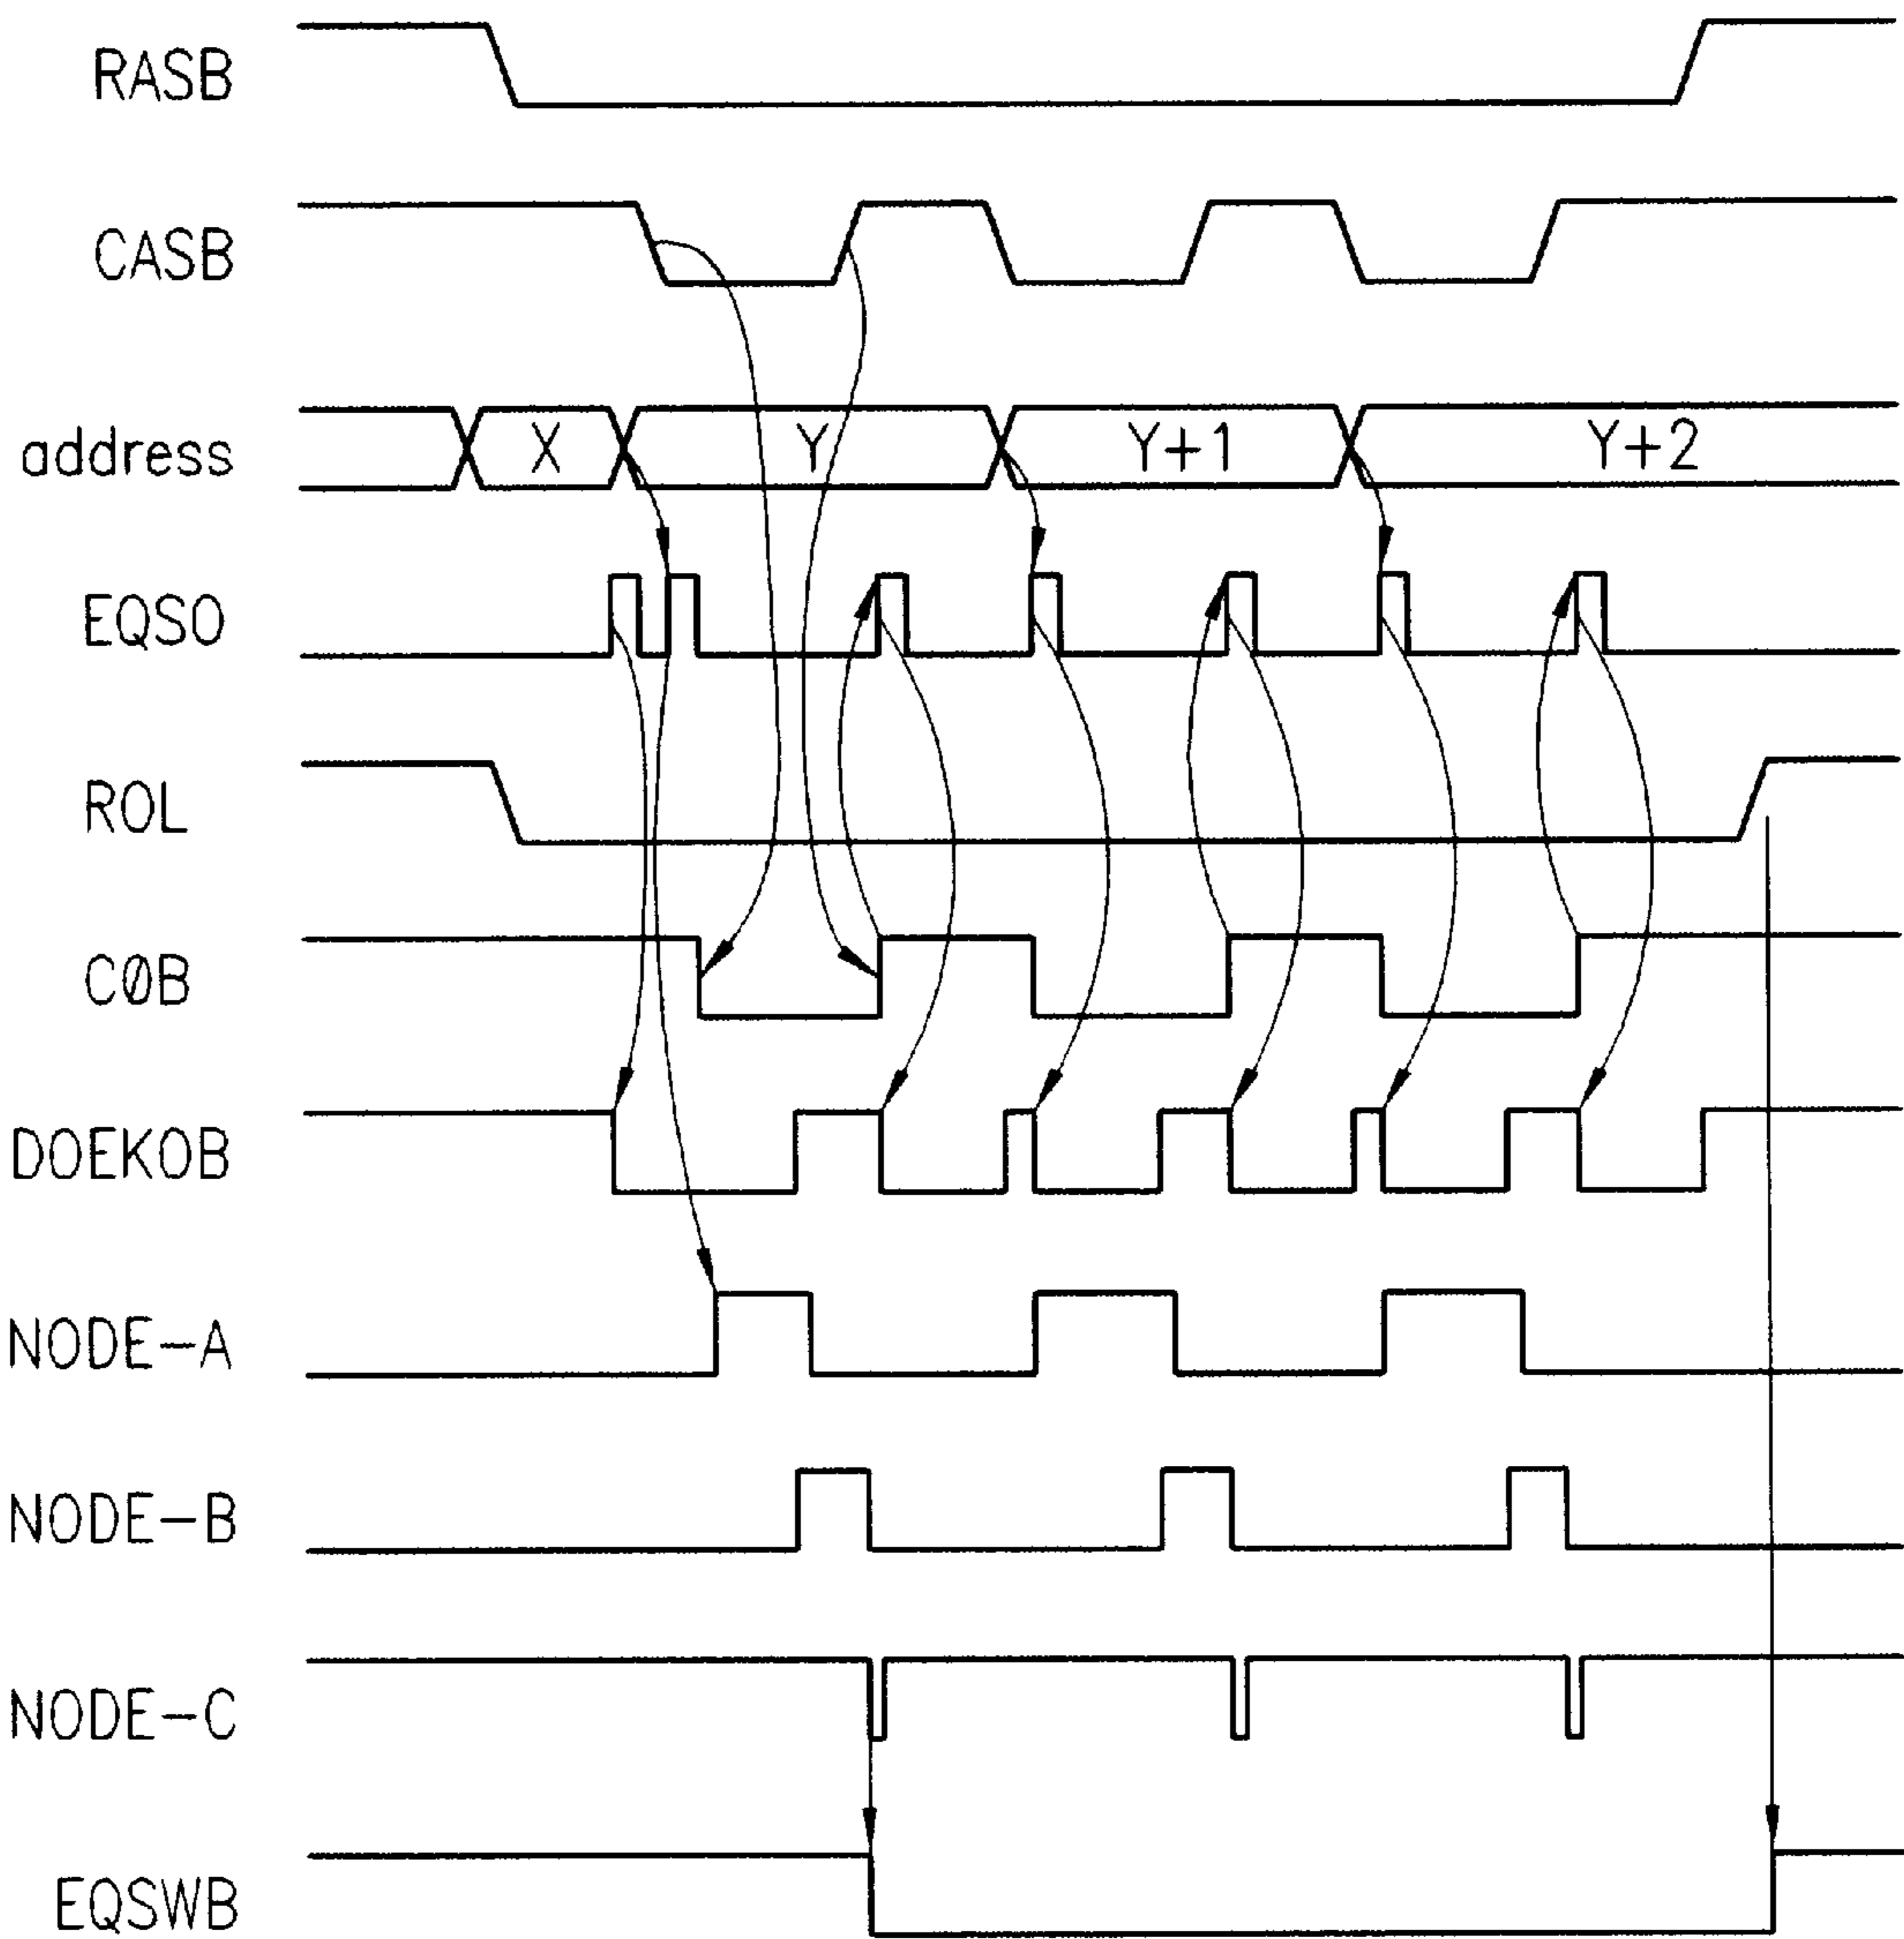 RASB
CASB
address X Y Y+1 Y+2
EQSO
ROL
CØB
DOEKOB
NODE-A
NODE-B
NODE-C
EQSWB